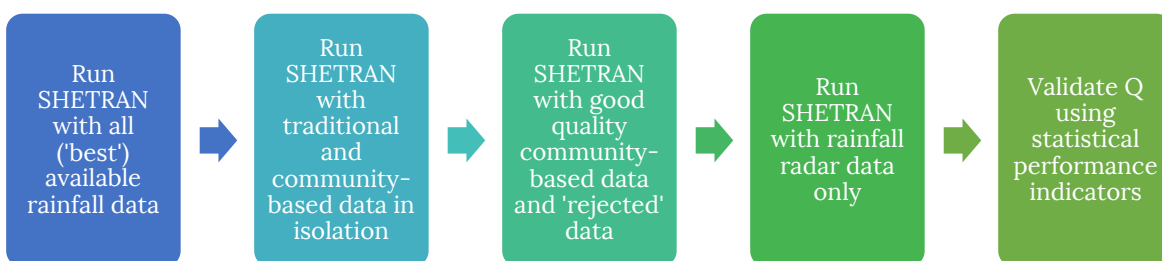 Run
SHETRAN
with all
('best')
available
rainfall data
Run
SHETRAN
with
traditional
and
community-
based data in
isolation
Run
SHETRAN
with good
quality
community-
based data
and 'rejected'
data
Run
SHETRAN
with rainfall
radar data
only
Validate Q
using
statistical
performance
indicators